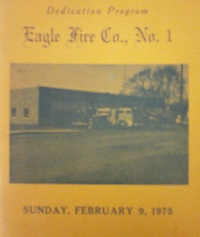 Dedication Program
Eagle Fire Co., No. 1
SUNDAY, FEBRUARY 9, 1975